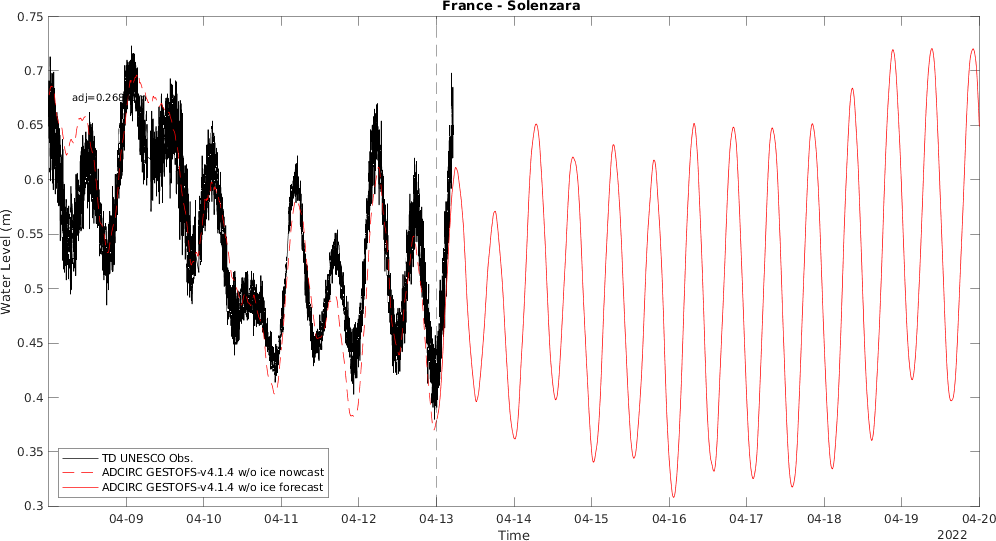 France - Solenzara
0.75
0.7
0.65
0.6
0.55
0.5
0.45
0.4
0.35
0.3
Water Level (m)
TD UNESCO Obs.
ADCIRC GESTOFS-v4.1.4 w/o ice nowcast
ADCIRC GESTOFS-v4.1.4 w/o ice forecast
04-09 04-10 04-11 04-12 04-13 04-14 04-15 04-16 04-17 04-18 04-19 04-20
Time
2022